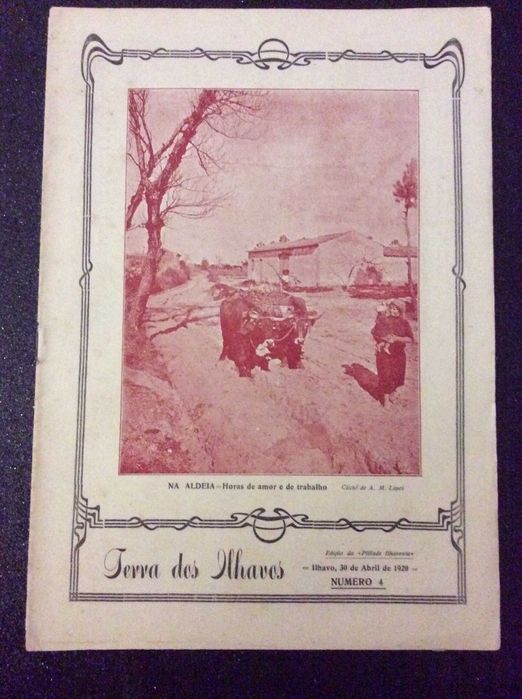 NA ALDEIA—Horas de amor e de trabalho Cliché de A. M. Lopes
Terra dos Ilhavos
Edição da «Plêiade Ilhavense»
— Ilhavo, 30 de Abril de 1920 —
NUMERO 4